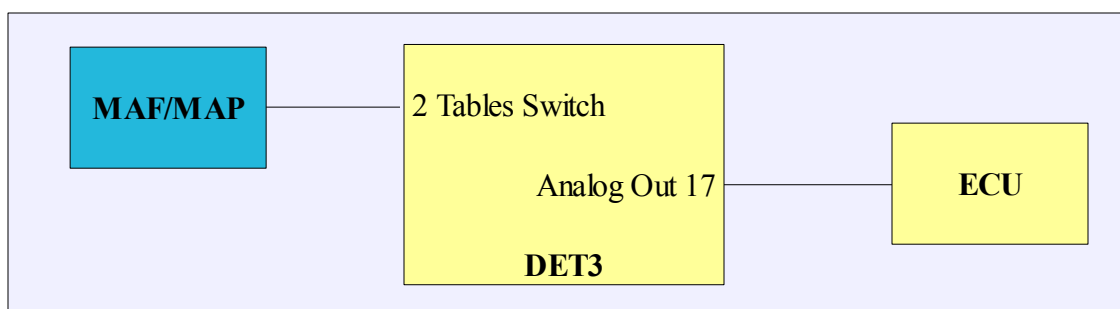 MAF/MAP
2 Tables Switch
Analog Out 17
ECU
DET3